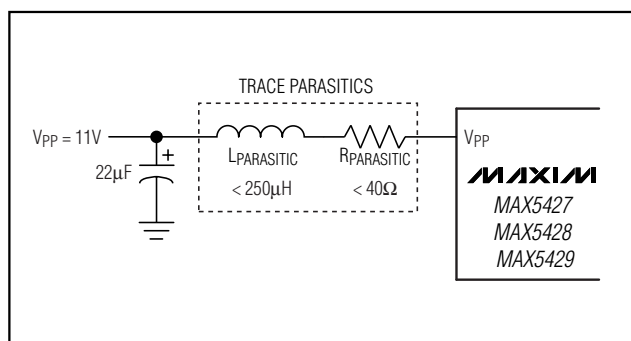 TRACE PARASITICS
VPP = 11V
+
22μF
LPARASITIC
< 250μH
RPARASITIC
< 40Ω
VPP
MAXIM
MAX5427
MAX5428
MAX5429